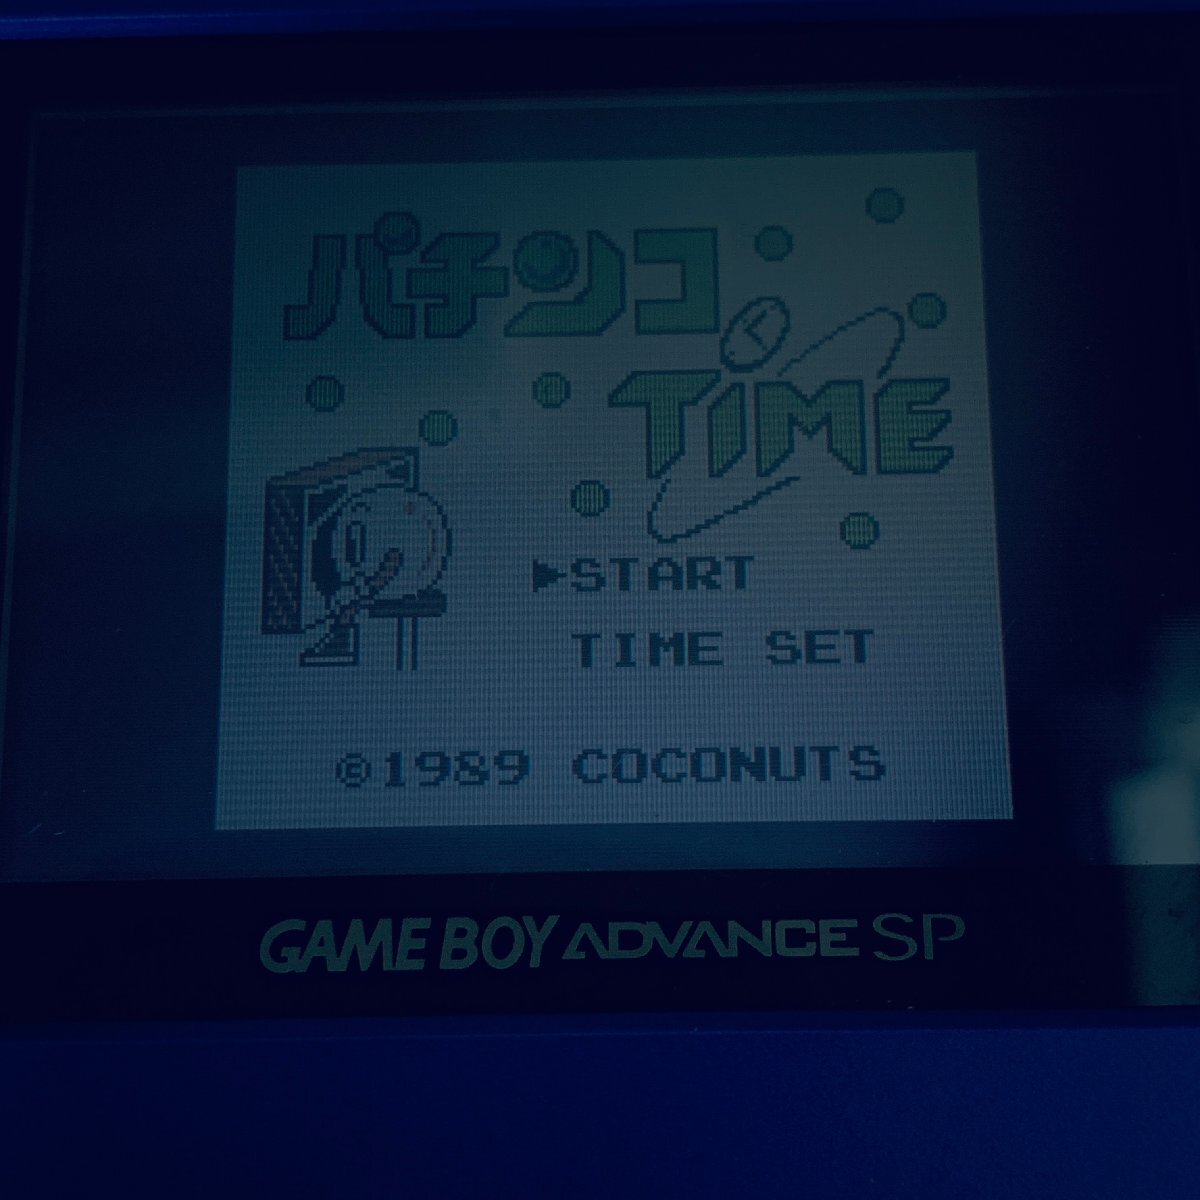 パチンコ
TIME
▶START
TIME SET
©1989 COCONUTS
GAME BOY ADVANCE SP